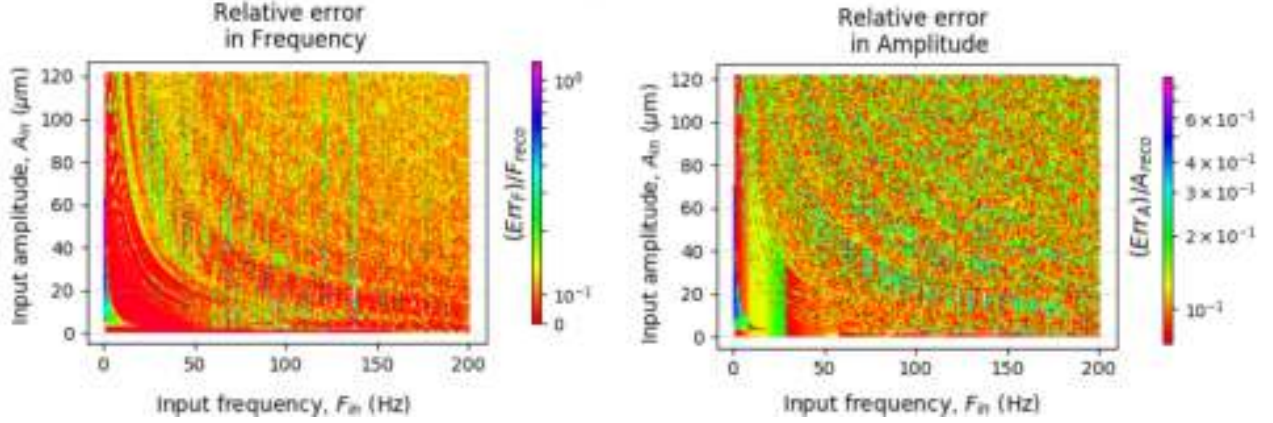 Relative error
in Frequency
Input amplitude, A_in (μm)
120
100
80
60
40
20
0
0 50 100 150 200
Input frequency, F_in (Hz)
10⁰
10⁻¹
0
(Err_F)/F_reco
Relative error
in Amplitude
Input amplitude, A_in (μm)
120
100
80
60
40
20
0
0 50 100 150 200
Input frequency, F_in (Hz)
6 × 10⁻¹
4 × 10⁻¹
3 × 10⁻¹
2 × 10⁻¹
10⁻¹
(Err_A)/A_reco